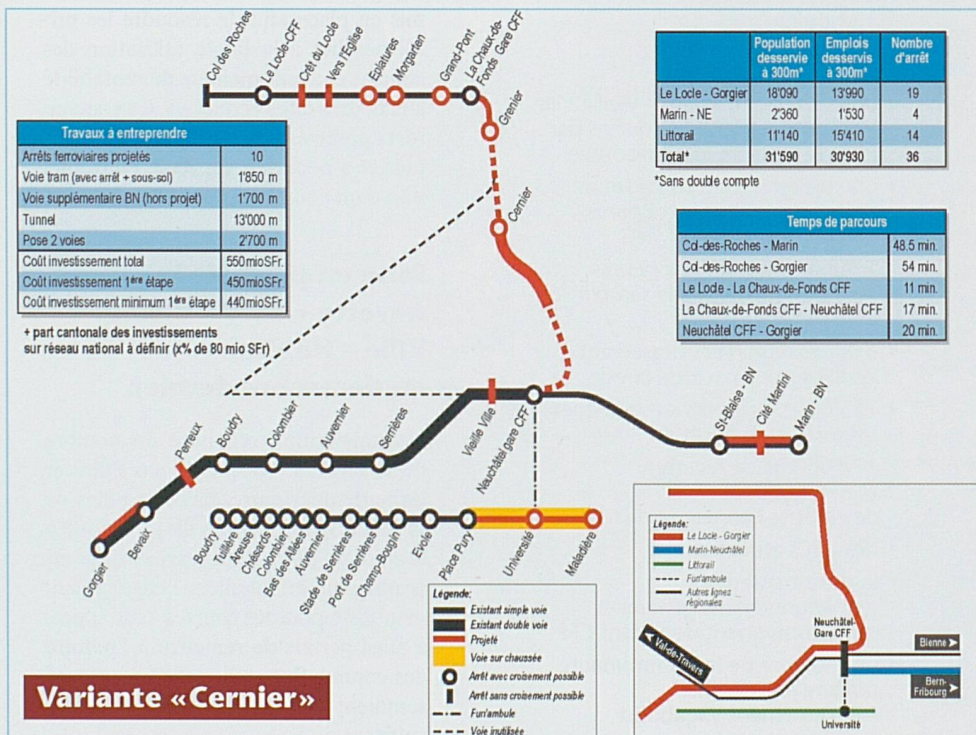 Col des Roches
Le Locle-CFF
Crêt du Locle
Vers l'Eglise
Eplatures
Morgarten
Grand-Pont
La Chaux-de-
Fonds Gare CFF
Grenier
Cernier
Population desservie à 300m*
Emplois desservis à 300m*
Nombre d'arrêt
Le Locle - Gorgier 18'090 13'990 19
Marin - NE 2'360 1'530 4
Littorail 11'140 15'410 14
Total* 31'590 30'930 36
*Sans double compte
Travaux à entreprendre
Arrêts ferroviaires projetés 10
Voie tram (avec arrêt + sous-sol) 1'850 m
Voie supplémentaire BN (hors projet) 1'700 m
Tunnel 13'000 m
Pose 2 voies 2'700 m
Coût investissement total 550 mio SFr.
Coût investissement 1ère étape 450 mio SFr.
Coût investissement minimum 1ère étape 440 mio SFr.
+ part cantonale des investissements
sur réseau national à définir (x% de 80 mio SFr)
Temps de parcours
Col-des-Roches - Marin 48.5 min.
Col-des-Roches - Gorgier 54 min.
Le Locle - La Chaux-de-Fonds CFF 11 min.
La Chaux-de-Fonds CFF - Neuchâtel CFF 17 min.
Neuchâtel CFF - Gorgier 20 min.
Gorgier
Bevaix
Perreux
Boudry
Colombier
Auvernier
Serrières
Vieille Ville
Neuchâtel gare CFF
St-Blaise - BN
Cité Martini
Marin - BN
Boudry
Tuilière
Areuse
Chésards
Colombier
Bas des Allées
Auvernier
Stade de Serrières
Port de Serrières
Champ-Bougin
Evole
Place Pury
Université
Maladière
Légende:
Existant simple voie
Existant double voie
Projeté
Voie sur chaussée
Arrêt avec croisement possible
Arrêt sans croisement possible
Fun'ambule
Voie inutilisée
Légende:
Le Locle - Gorgier
Marin-Neuchâtel
Littorail
Fun'ambule
Autres lignes
régionales
Neuchâtel-
Gare CFF
Val-de-Travers
Bienne
Bern-
Fribourg
Université
Variante «Cernier»